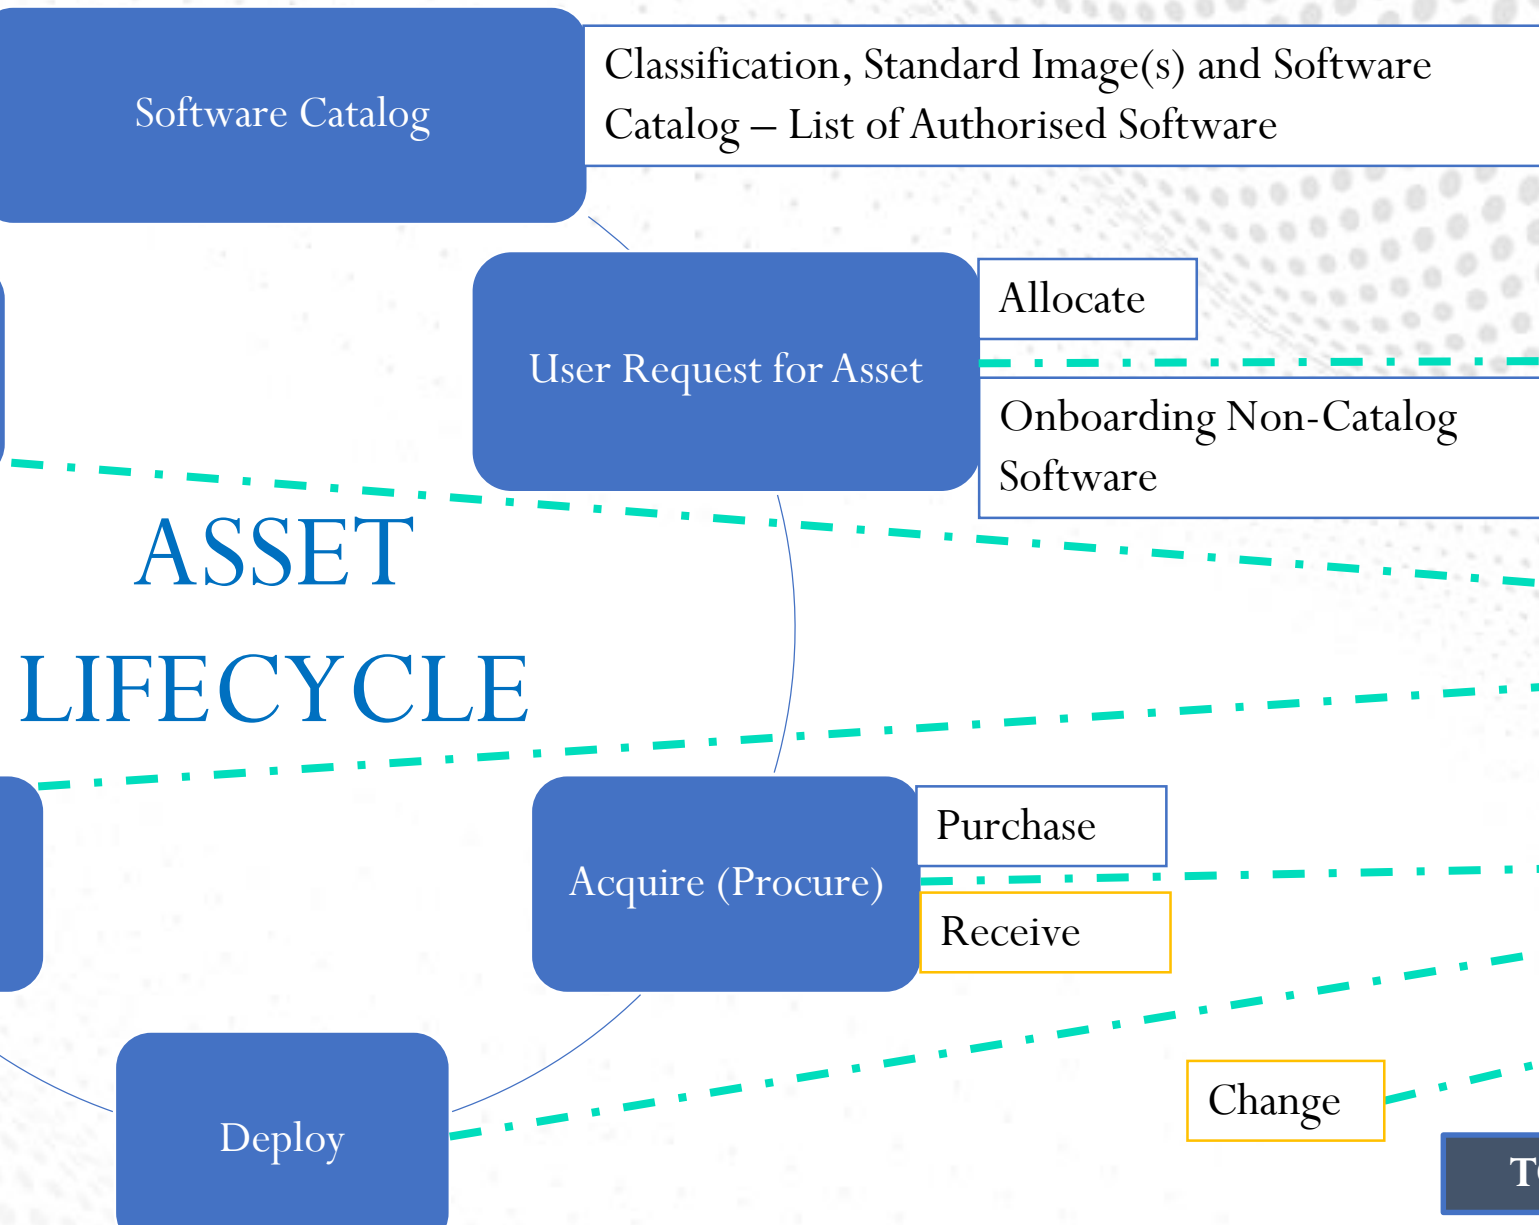 Software Catalog
Classification, Standard Image(s) and Software
Catalog – List of Authorised Software
User Request for Asset
Allocate
Onboarding Non-Catalog
Software
ASSET
LIFECYCLE
Acquire (Procure)
Purchase
Receive
Change
Deploy